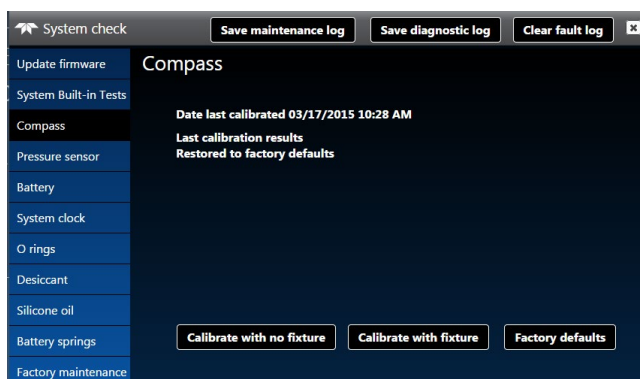 System check
Save maintenance log
Save diagnostic log
Clear fault log
Update firmware
System Built-in Tests
Compass
Pressure sensor
Battery
System clock
O rings
Desiccant
Silicone oil
Battery springs
Factory maintenance
Compass
Date last calibrated 03/17/2015 10:28 AM
Last calibration results
Restored to factory defaults
Calibrate with no fixture
Calibrate with fixture
Factory defaults